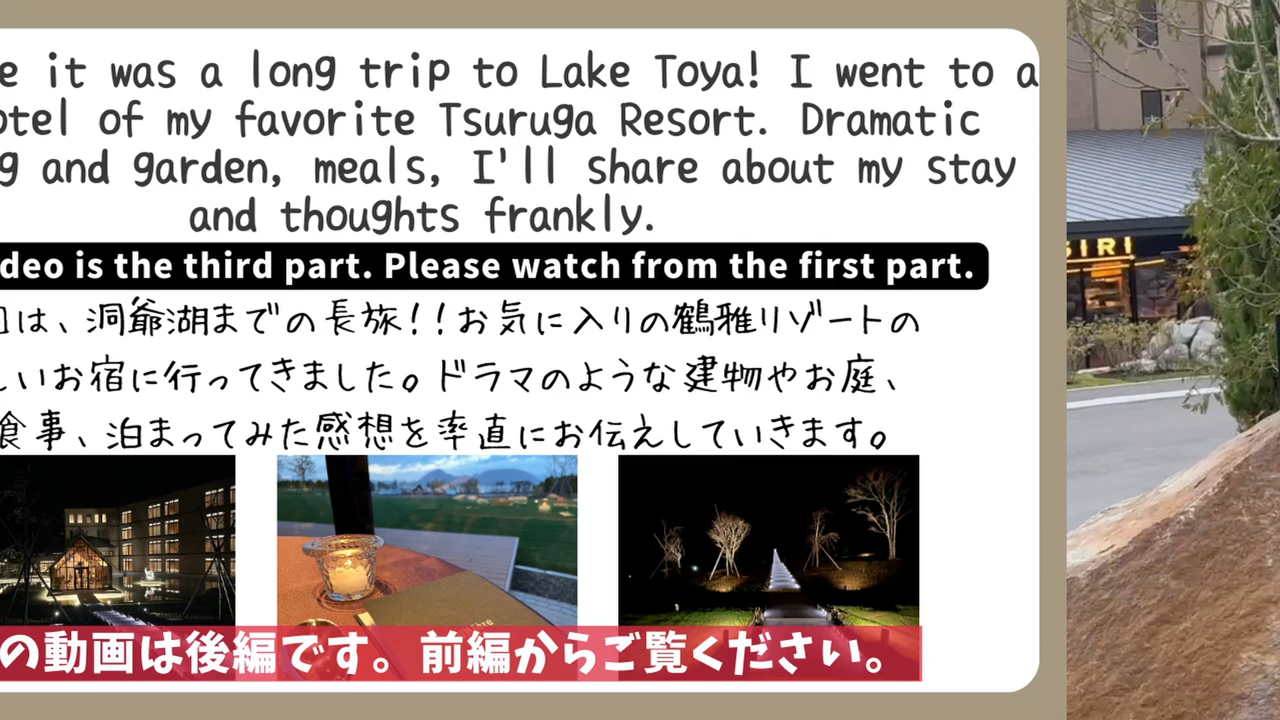 e it was a long trip to Lake Toya! I went to a
otel of my favorite Tsuruga Resort. Dramatic
g and garden, meals, I'll share about my stay
and thoughts frankly.
deo is the third part. Please watch from the first part.
は、洞爺湖までの長旅!!お気に入りの鶴雅リゾートの
しいお宿に行ってきました。ドラマのような建物やお庭、
食事、泊まってみた感想を率直にお伝えしていきます。
の動画は後編です。前編からご覧ください。
SIRI